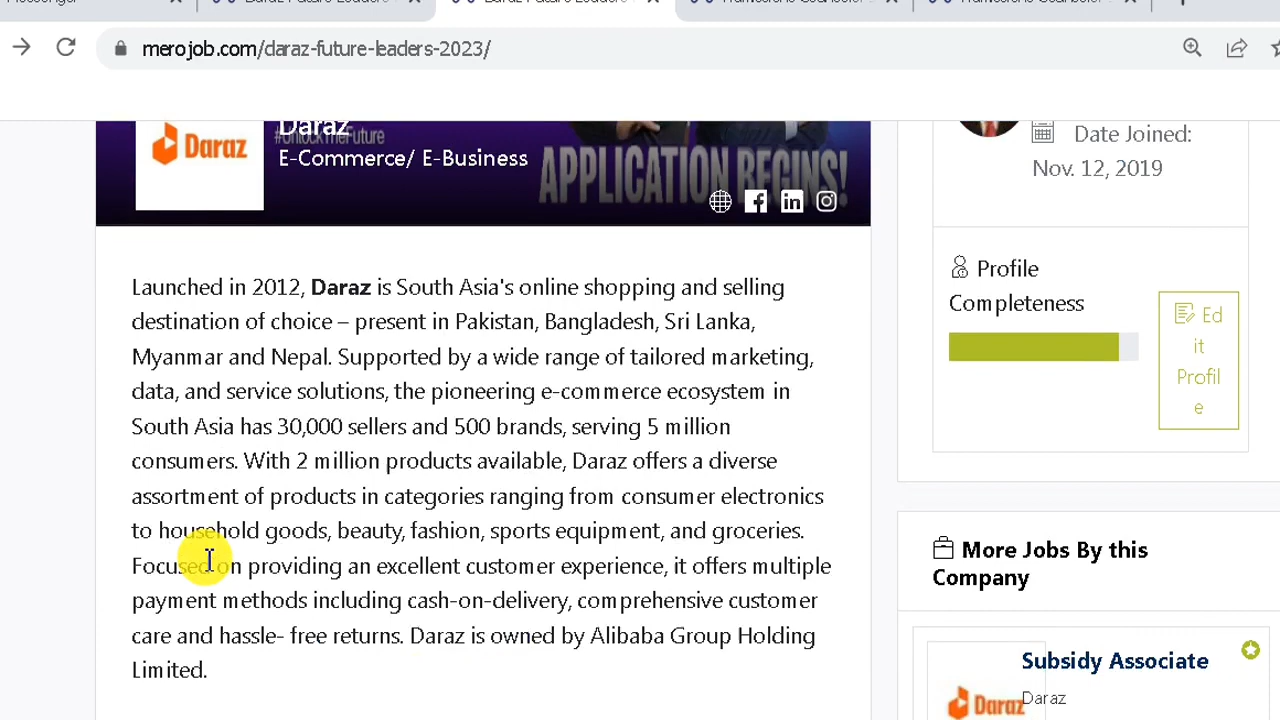 merojob.com/daraz-future-leaders-2023/
Daraz
#UnlockTheFuture
Daraz
E-Commerce/ E-Business
APPLICATION BEGINS!
Launched in 2012, Daraz is South Asia's online shopping and selling
destination of choice – present in Pakistan, Bangladesh, Sri Lanka,
Myanmar and Nepal. Supported by a wide range of tailored marketing,
data, and service solutions, the pioneering e-commerce ecosystem in
South Asia has 30,000 sellers and 500 brands, serving 5 million
consumers. With 2 million products available, Daraz offers a diverse
assortment of products in categories ranging from consumer electronics
to household goods, beauty, fashion, sports equipment, and groceries.
Focused on providing an excellent customer experience, it offers multiple
payment methods including cash-on-delivery, comprehensive customer
care and hassle- free returns. Daraz is owned by Alibaba Group Holding
Limited.
Date Joined:
Nov. 12, 2019
Profile
Completeness
Ed
it
Profil
e
More Jobs By this
Company
Subsidy Associate
Daraz
Daraz